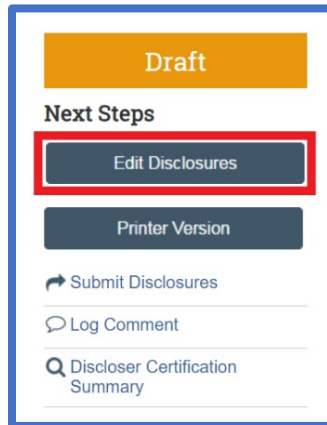 Draft
Next Steps
Edit Disclosures
Printer Version
Submit Disclosures
Log Comment
Discloser Certification
Summary